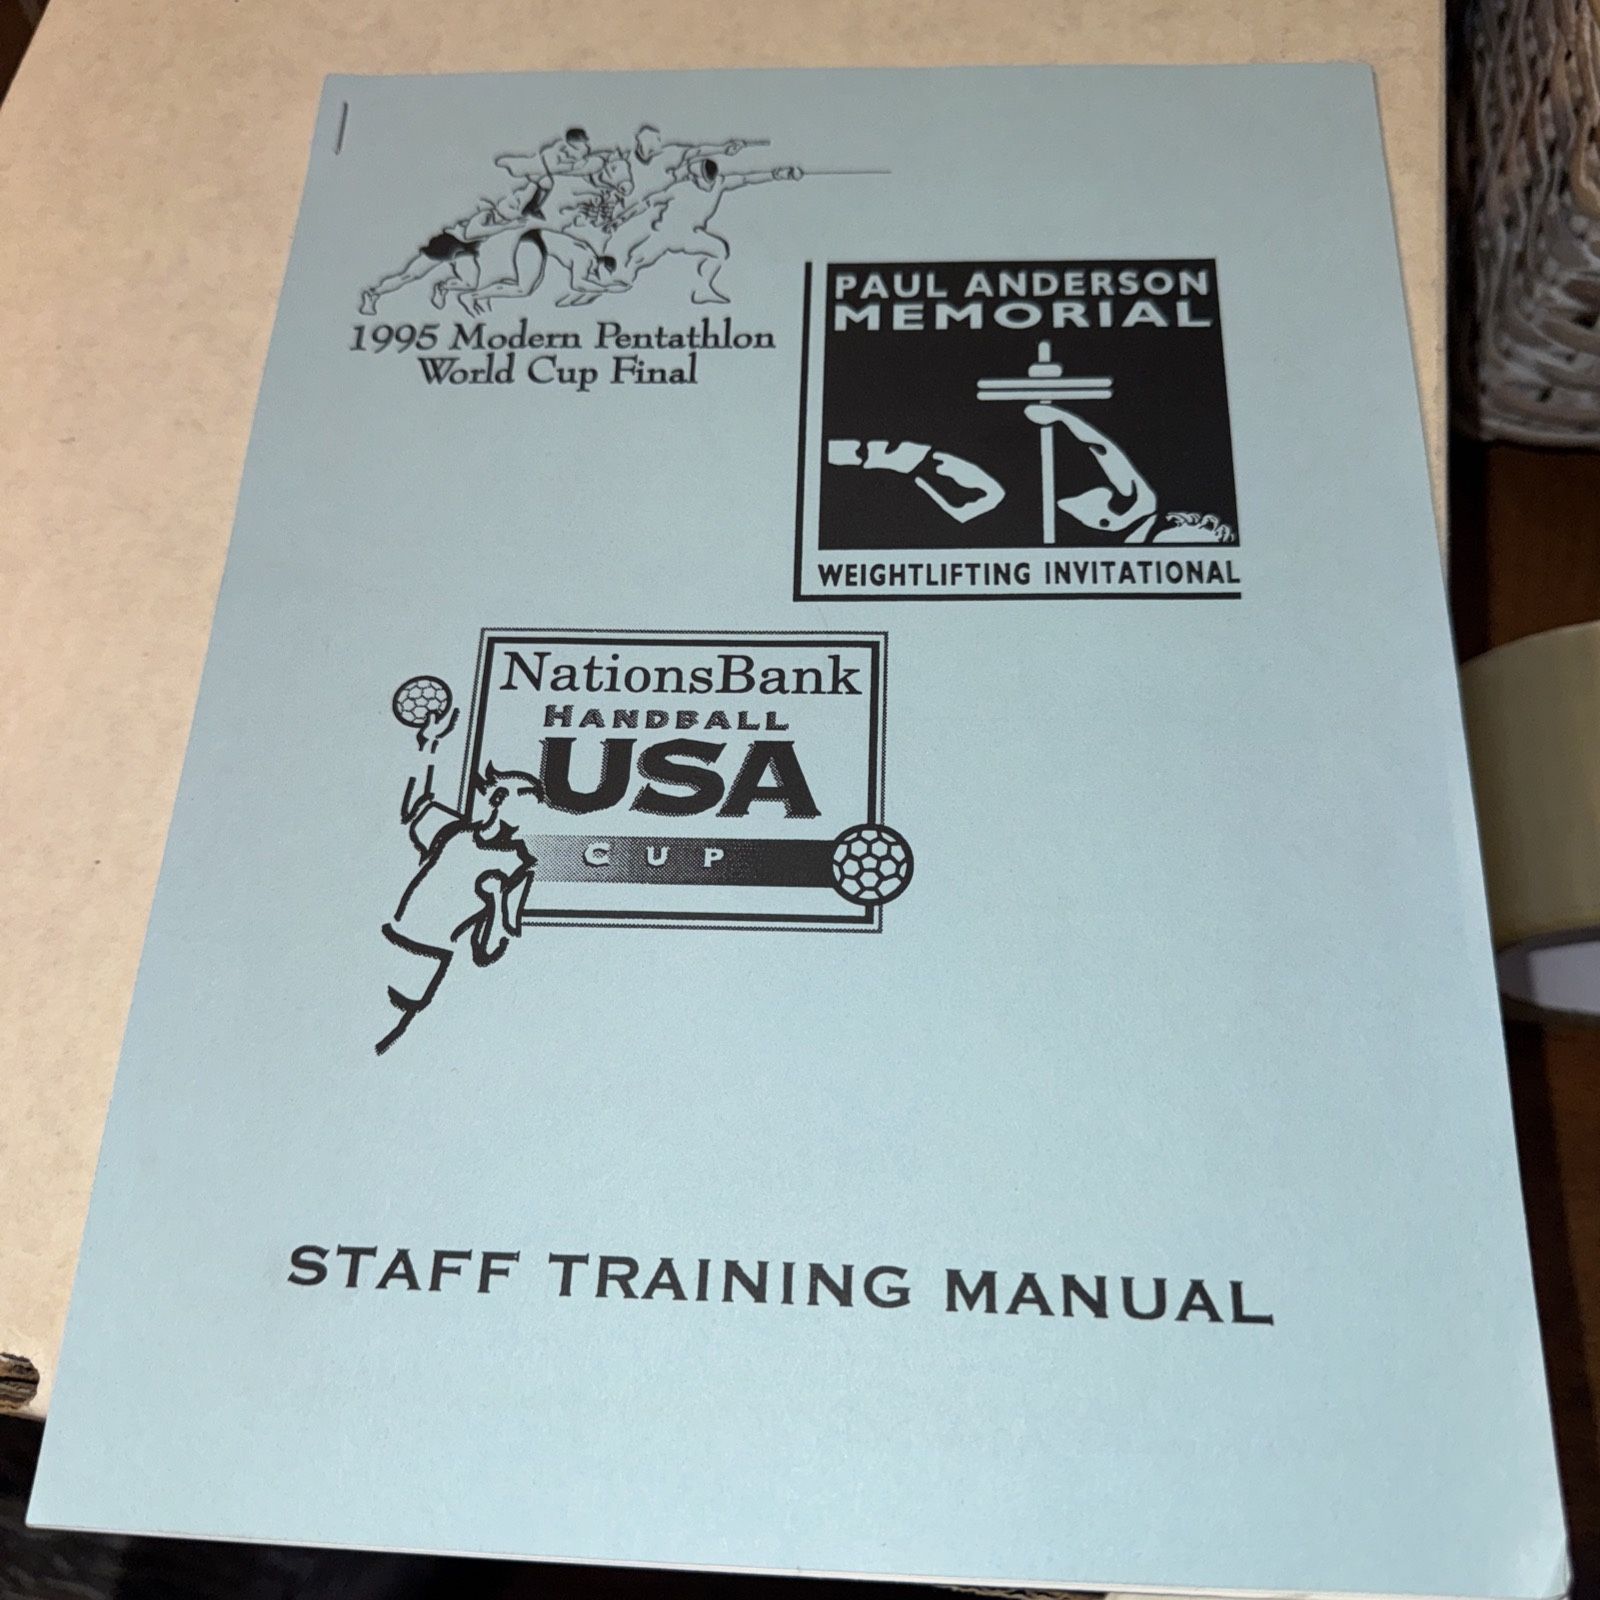 1995 Modern Pentathlon
World Cup Final
PAUL ANDERSON
MEMORIAL
WEIGHTLIFTING INVITATIONAL
NationsBank
HANDBALL
USA
CUP
STAFF TRAINING MANUAL